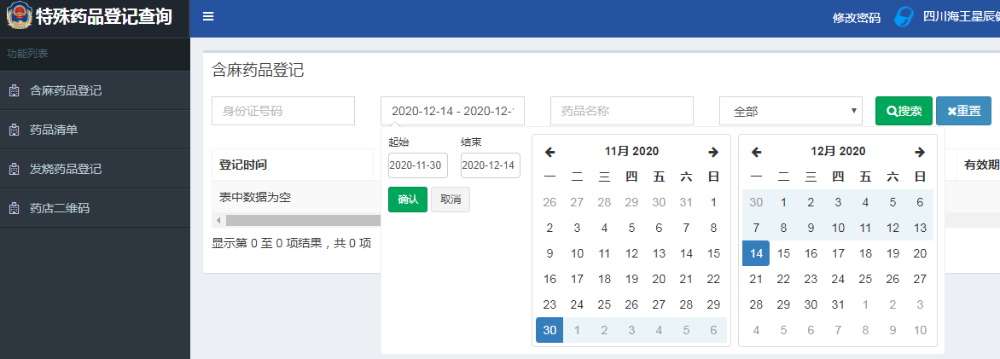 特殊药品登记查询
修改密码 四川海王星辰
功能列表
含麻药品登记
药品清单
发烧药品登记
药店二维码
含麻药品登记
身份证号码 2020-12-14 - 2020-12- 药品名称 全部 搜索 重置
登记时间 有效期
表中数据为空
显示第 0 至 0 项结果，共 0 项
起始 结束
2020-11-30 2020-12-14
确认 取消
11月 2020
一 二 三 四 五 六 日
26 27 28 29 30 31 1
2 3 4 5 6 7 8
9 10 11 12 13 14 15
16 17 18 19 20 21 22
23 24 25 26 27 28 29
30 1 2 3 4 5 6
12月 2020
一 二 三 四 五 六 日
30 1 2 3 4 5 6
7 8 9 10 11 12 13
14 15 16 17 18 19 20
21 22 23 24 25 26 27
28 29 30 31 1 2 3
4 5 6 7 8 9 10